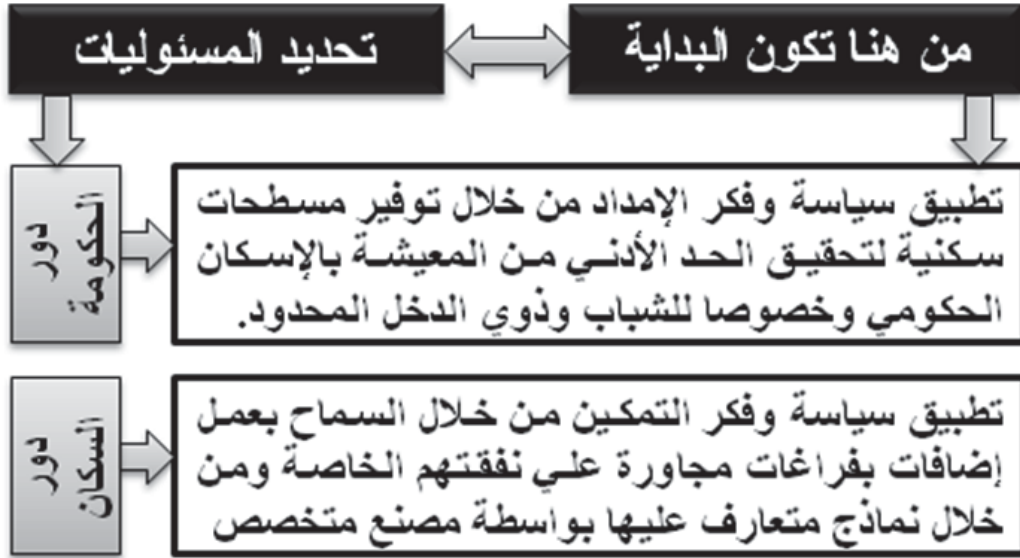 من هنا تكون البداية
تحديد المسئوليات
دور
الحكومة
تطبيق سياسة وفكر الإمداد من خلال توفير مسطحات
سكنية لتحقيق الحد الأدني من المعيشة بالإسكان
الحكومي وخصوصا للشباب وذوي الدخل المحدود.
دور
السكان
تطبيق سياسة وفكر التمكين من خلال السماح بعمل
إضافات بفراغات مجاورة علي نفقتهم الخاصة ومن
خلال نماذج متعارف عليها بواسطة مصنع متخصص